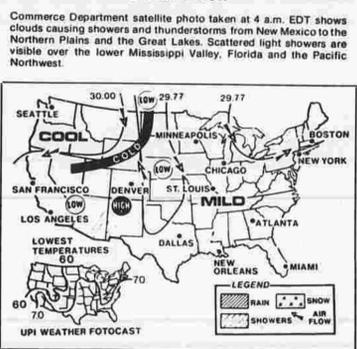 Commerce Department satellite photo taken at 4 a.m. EDT shows
clouds causing showers and thunderstorms from New Mexico to the
Northern Plains and the Great Lakes. Scattered light showers are
visible over the lower Mississippi Valley, Florida and the Pacific
Northwest.
30.00 LOW 29.77 29.77
SEATTLE
COOL
COLD
MINNEAPOLIS
BOSTON
NEW YORK
LOW
CHICAGO
SAN FRANCISCO
DENVER
ST. LOUIS
LOW
HIGH
MILD
LOS ANGELES
ATLANTA
DALLAS
LOWEST
TEMPERATURES
60
NEW
ORLEANS
MIAMI
70
60
70
LEGEND
RAIN SNOW
SHOWERS AIR
FLOW
UPI WEATHER FOTOCAST